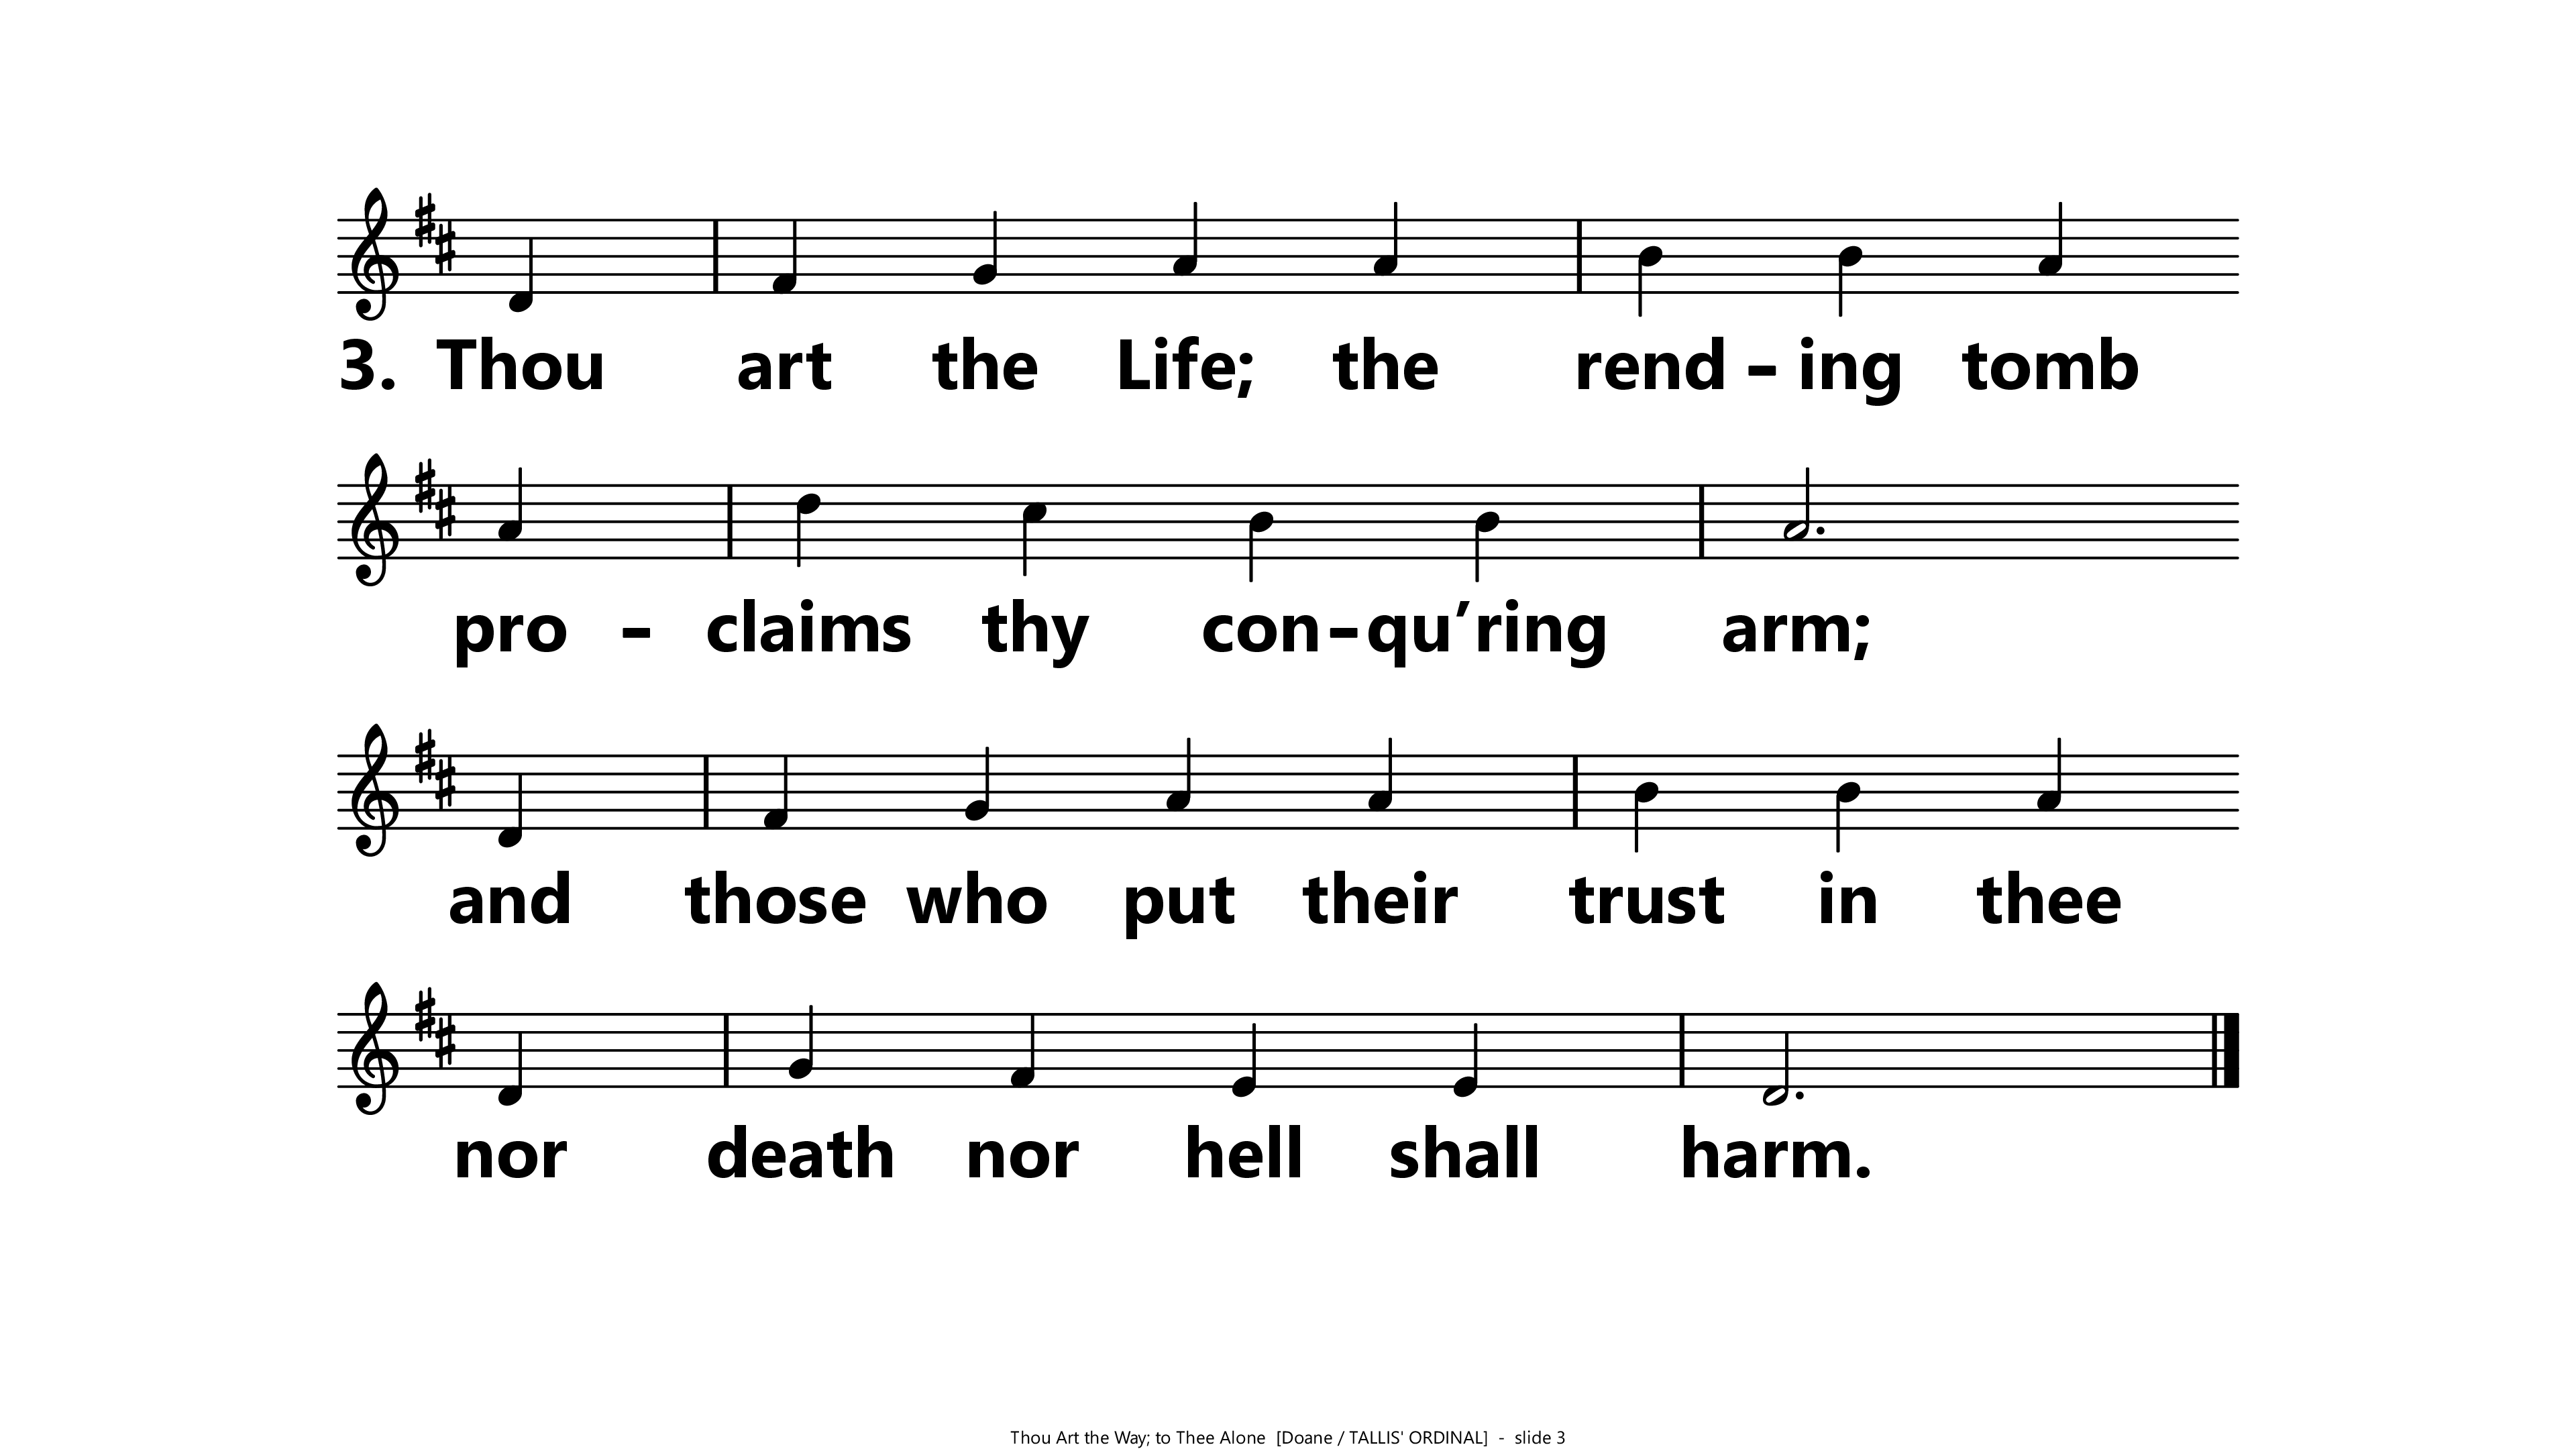 3. Thou art the Life; the rend - ing tomb
pro - claims thy con - qu’ring arm;
and those who put their trust in thee
nor death nor hell shall harm.
Thou Art the Way; to Thee Alone [Doane / TALLIS' ORDINAL] - slide 3